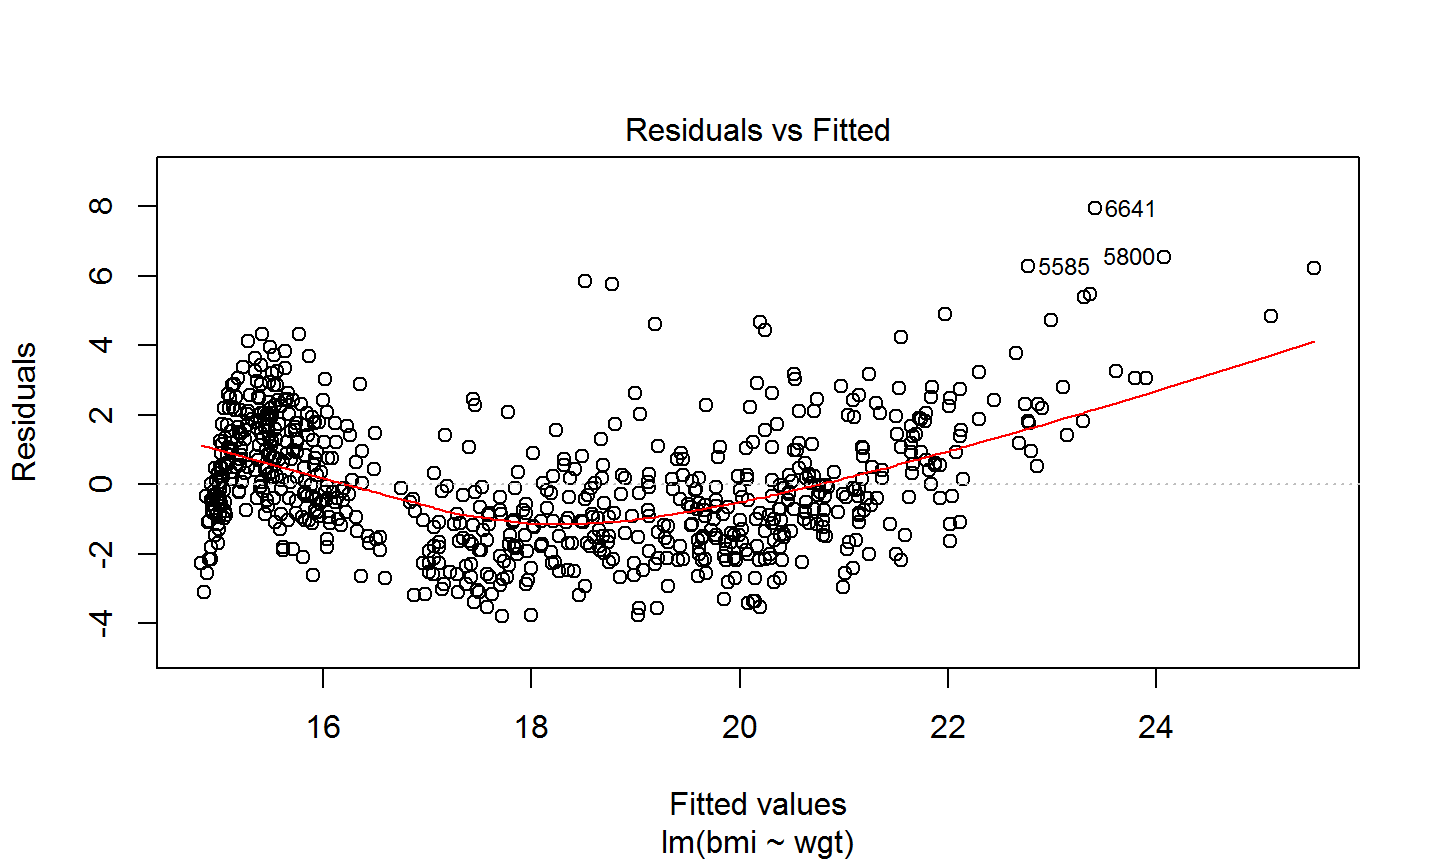 Residuals vs Fitted
Residuals
8
6
4
2
0
-2
-4
6641
5800
5585
16 18 20 22 24
Fitted values
lm(bmi ~ wgt)